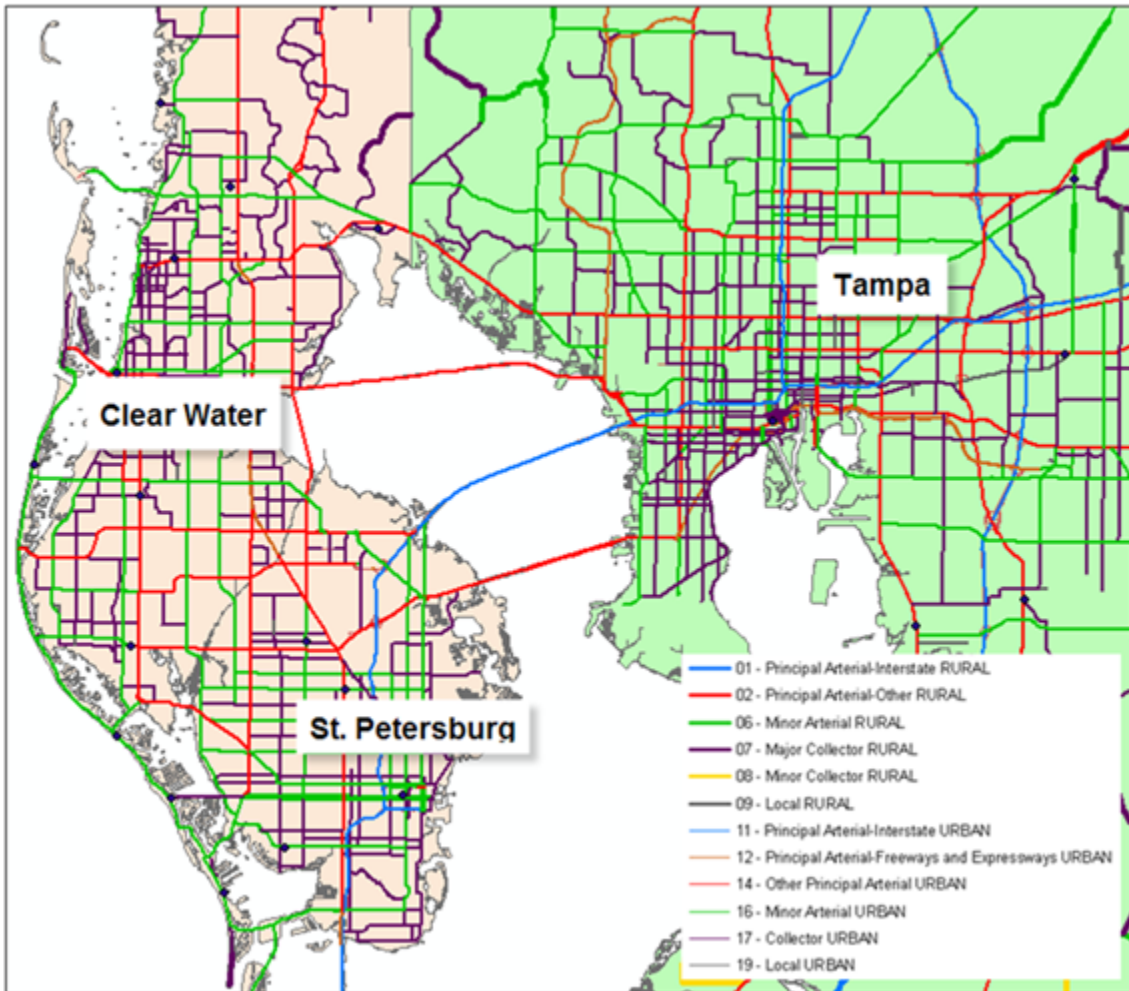 Tampa
Clear Water
St. Petersburg
01 - Principal Arterial-Interstate RURAL
02 - Principal Arterial-Other RURAL
06 - Minor Arterial RURAL
07 - Major Collector RURAL
08 - Minor Collector RURAL
09 - Local RURAL
11 - Principal Arterial-Interstate URBAN
12 - Principal Arterial-Freeways and Expressways URBAN
14 - Other Principal Arterial URBAN
16 - Minor Arterial URBAN
17 - Collector URBAN
19 - Local URBAN